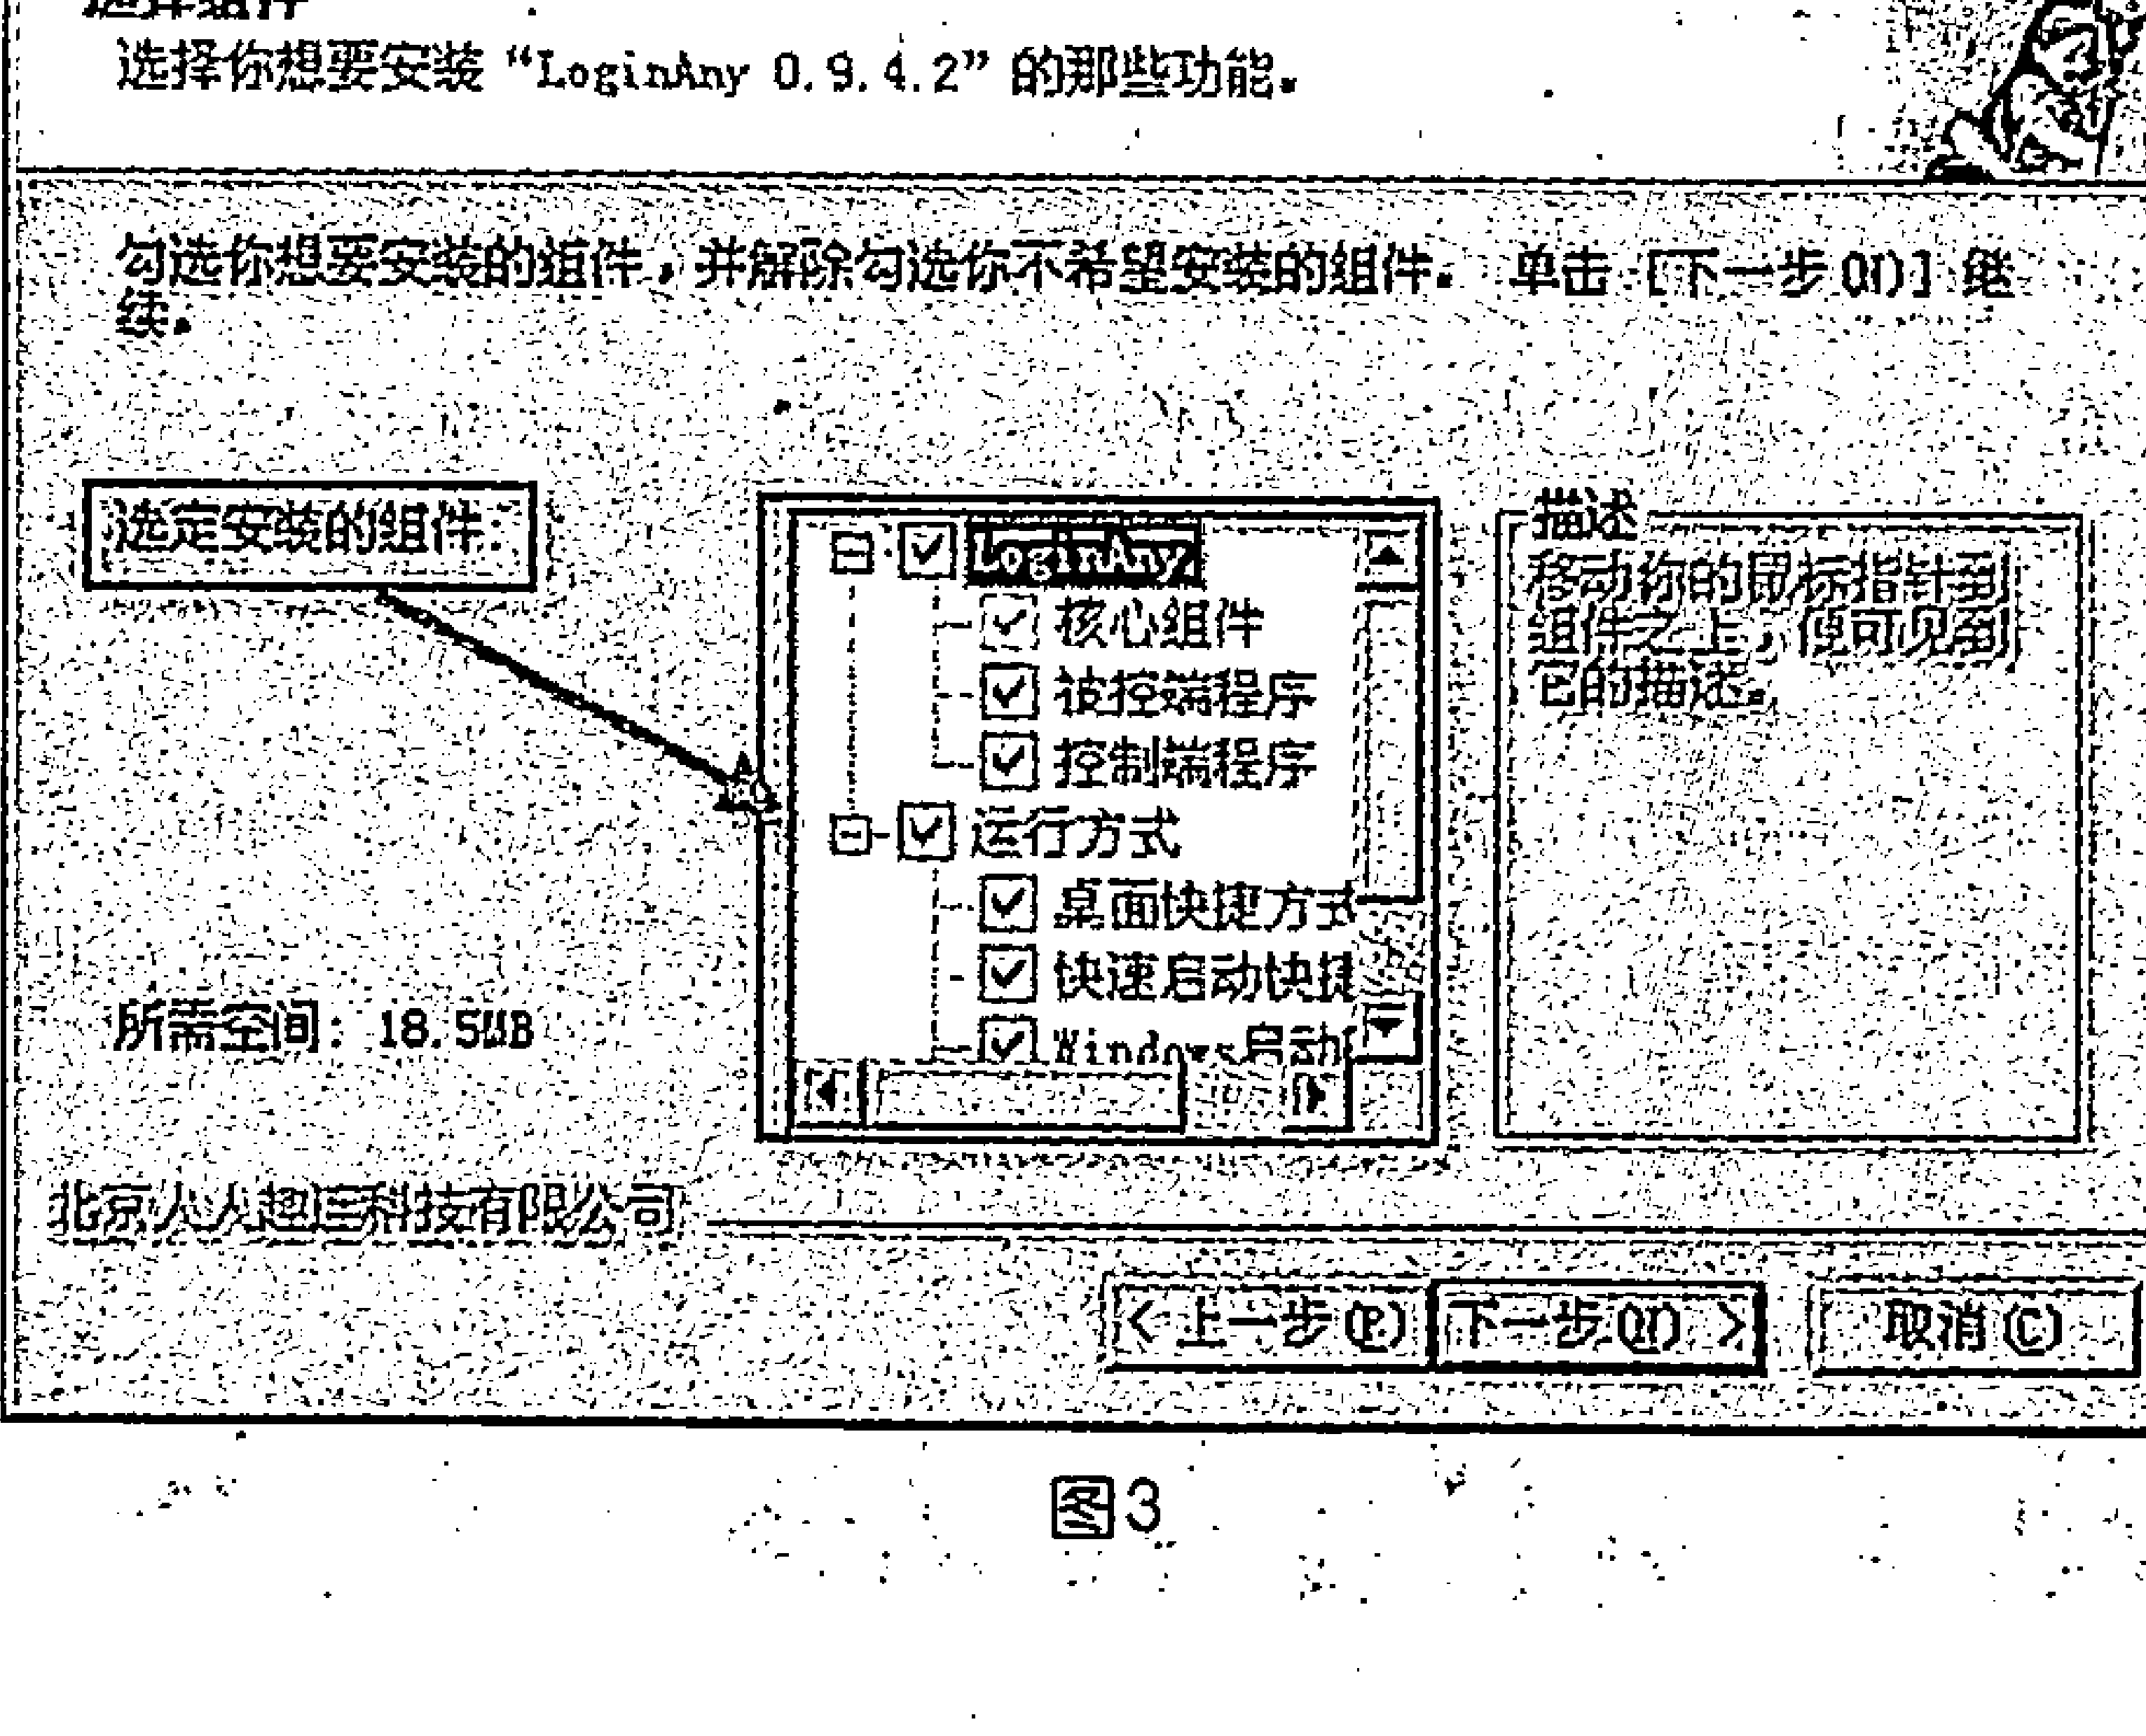 选择组件
选择你想要安装 “LoginAny 0.9.4.2” 的那些功能。
勾选你想要安装的组件，并解除勾选你不希望安装的组件。 单击 [下一步(N)] 继
续。
选定安装的组件
LoginAny
核心组件
被控端程序
控制端程序
运行方式
桌面快捷方式
快速启动快捷
Windows启动
描述
移动你的鼠标指针到
组件之上，便可见到
它的描述。
所需空间: 18.5MB
北京人人 科技有限公司
< 上一步(P)
下一步(N) >
取消(C)
图3